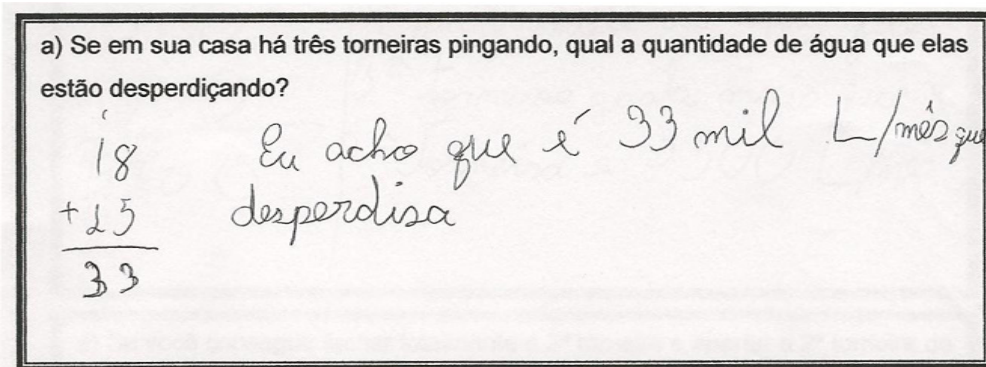 a) Se em sua casa há três torneiras pingando, qual a quantidade de água que elas
estão desperdiçando?
18 Eu acho que é 33 mil L/mês que
+15 desperdisa
33